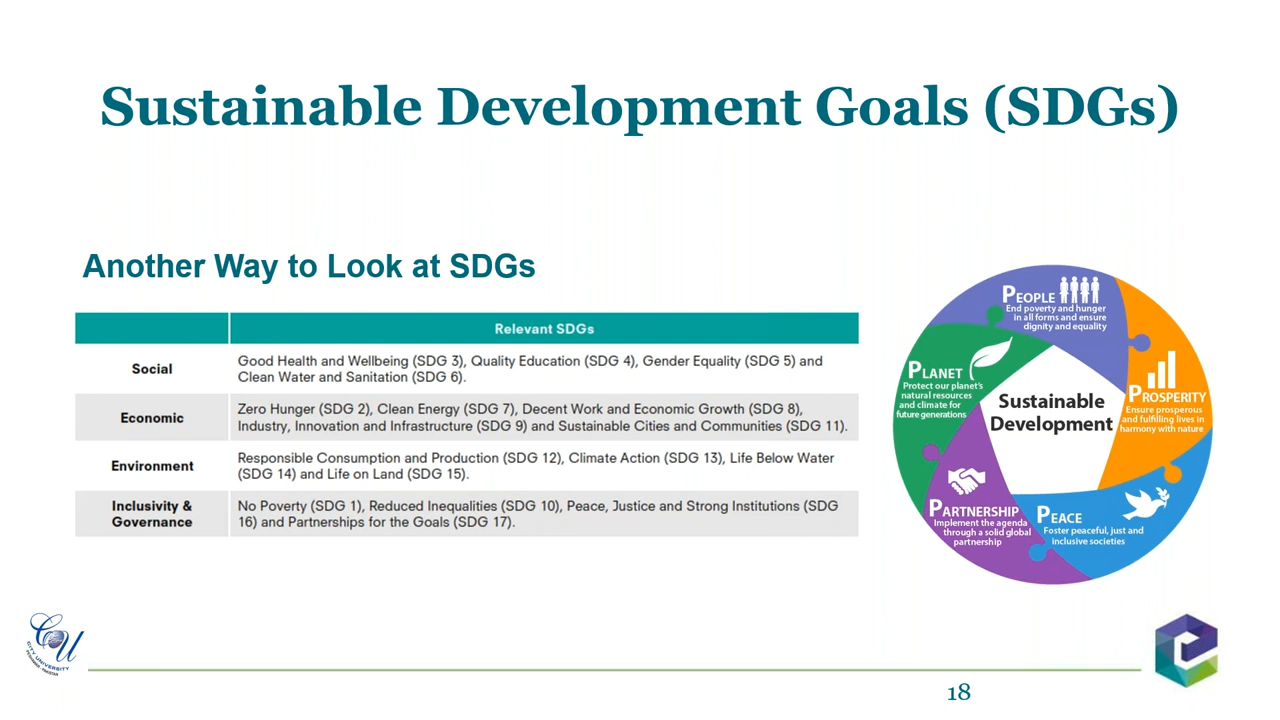 Sustainable Development Goals (SDGs)
Another Way to Look at SDGs
Relevant SDGs
Social
Good Health and Wellbeing (SDG 3), Quality Education (SDG 4), Gender Equality (SDG 5) and
Clean Water and Sanitation (SDG 6).
Economic
Zero Hunger (SDG 2), Clean Energy (SDG 7), Decent Work and Economic Growth (SDG 8),
Industry, Innovation and Infrastructure (SDG 9) and Sustainable Cities and Communities (SDG 11).
Environment
Responsible Consumption and Production (SDG 12), Climate Action (SDG 13), Life Below Water
(SDG 14) and Life on Land (SDG 15).
Inclusivity &
Governance
No Poverty (SDG 1), Reduced Inequalities (SDG 10), Peace, Justice and Strong Institutions (SDG
16) and Partnerships for the Goals (SDG 17).
PEOPLE
End poverty and hunger
in all forms and ensure
dignity and equality
PLANET
Protect our planet's
natural resources
and climate for
future generations
Sustainable
Development
PROSPERITY
Ensure prosperous
and fulfilling lives in
harmony with nature
PARTNERSHIP
Implement the agenda
through a solid global
partnership
PEACE
Foster peaceful, just and
inclusive societies
CU
CITY UNIVERSITY
18